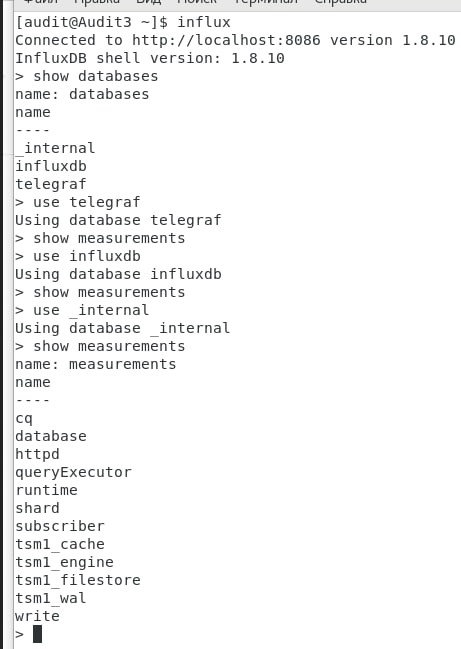 Файл Правка Вид Поиск Терминал Справка
[audit@Audit3 ~]$ influx
Connected to http://localhost:8086 version 1.8.10
InfluxDB shell version: 1.8.10
> show databases
name: databases
name
----
_internal
influxdb
telegraf
> use telegraf
Using database telegraf
> show measurements
> use influxdb
Using database influxdb
> show measurements
> use _internal
Using database _internal
> show measurements
name: measurements
name
----
cq
database
httpd
queryExecutor
runtime
shard
subscriber
tsm1_cache
tsm1_engine
tsm1_filestore
tsm1_wal
write
>